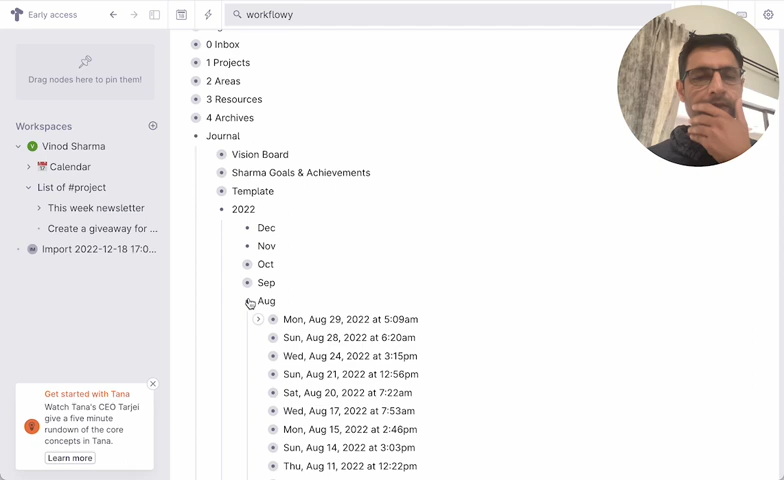 Early access
10
workflowy
Drag nodes here to pin them!
Workspaces
V Vinod Sharma
Calendar
List of #project
This week newsletter
Create a giveaway for ...
IM Import 2022-12-18 17:0...
Get started with Tana
Watch Tana's CEO Tarjei
give a five minute
rundown of the core
concepts in Tana.
Learn more
0 Inbox
1 Projects
2 Areas
3 Resources
4 Archives
Journal
Vision Board
Sharma Goals & Achievements
Template
2022
Dec
Nov
Oct
Sep
Aug
Mon, Aug 29, 2022 at 5:09am
Sun, Aug 28, 2022 at 6:20am
Wed, Aug 24, 2022 at 3:15pm
Sun, Aug 21, 2022 at 12:56pm
Sat, Aug 20, 2022 at 7:22am
Wed, Aug 17, 2022 at 7:53am
Mon, Aug 15, 2022 at 2:46pm
Sun, Aug 14, 2022 at 3:03pm
Thu, Aug 11, 2022 at 12:22pm